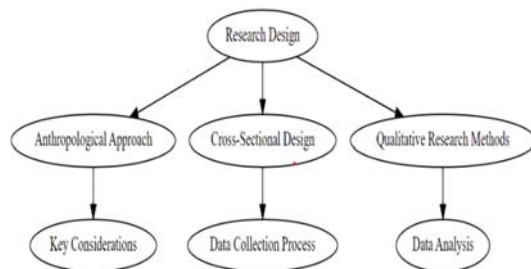 Research Design
Anthropological Approach
Cross-Sectional Design
Qualitative Research Methods
Key Considerations
Data Collection Process
Data Analysis